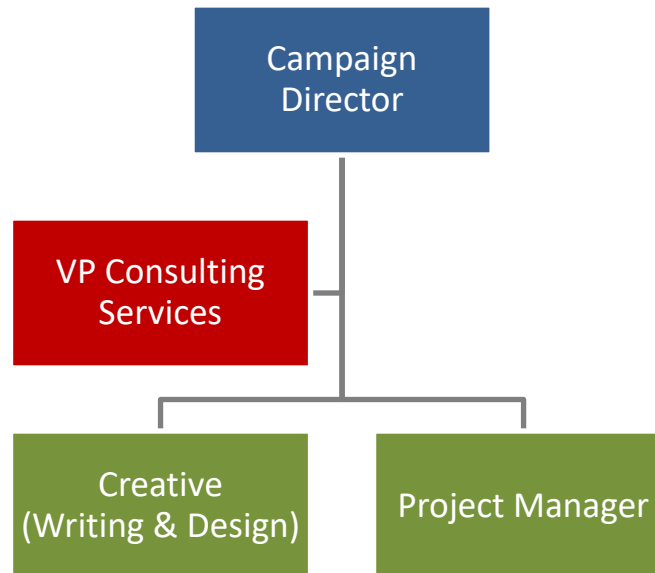 Campaign
Director
VP Consulting
Services
Creative
(Writing & Design)
Project Manager